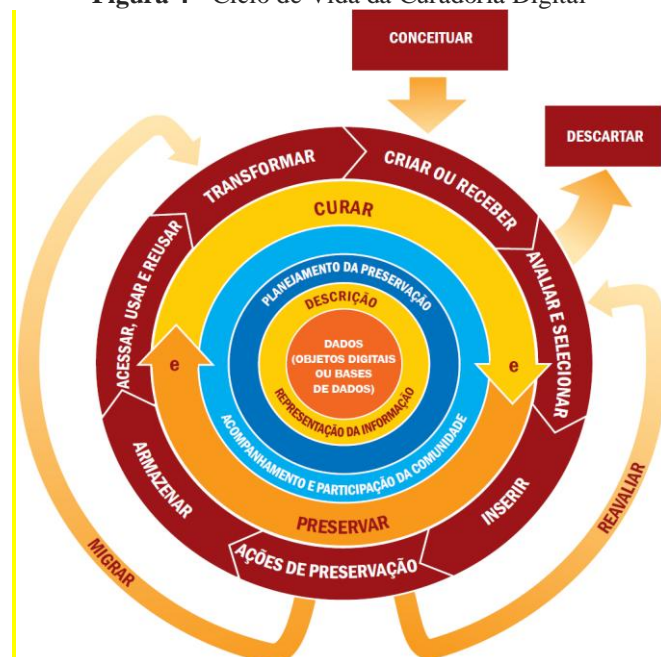 Figura 4 - Ciclo de Vida da Curadoria Digital
CONCEITUAR
DESCARTAR
TRANSFORMAR
CRIAR OU RECEBER
AVALIAR E SELECIONAR
INSERIR
AÇÕES DE PRESERVAÇÃO
ARMAZENAR
ACESSAR, USAR E REUSAR
CURAR
e
PRESERVAR
e
ACOMPANHAMENTO E PARTICIPAÇÃO DA COMUNIDADE
PLANEJAMENTO DA PRESERVAÇÃO
DESCRIÇÃO
REPRESENTAÇÃO DA INFORMAÇÃO
DADOS
(OBJETOS DIGITAIS
OU BASES
DE DADOS)
MIGRAR
REAVALIAR